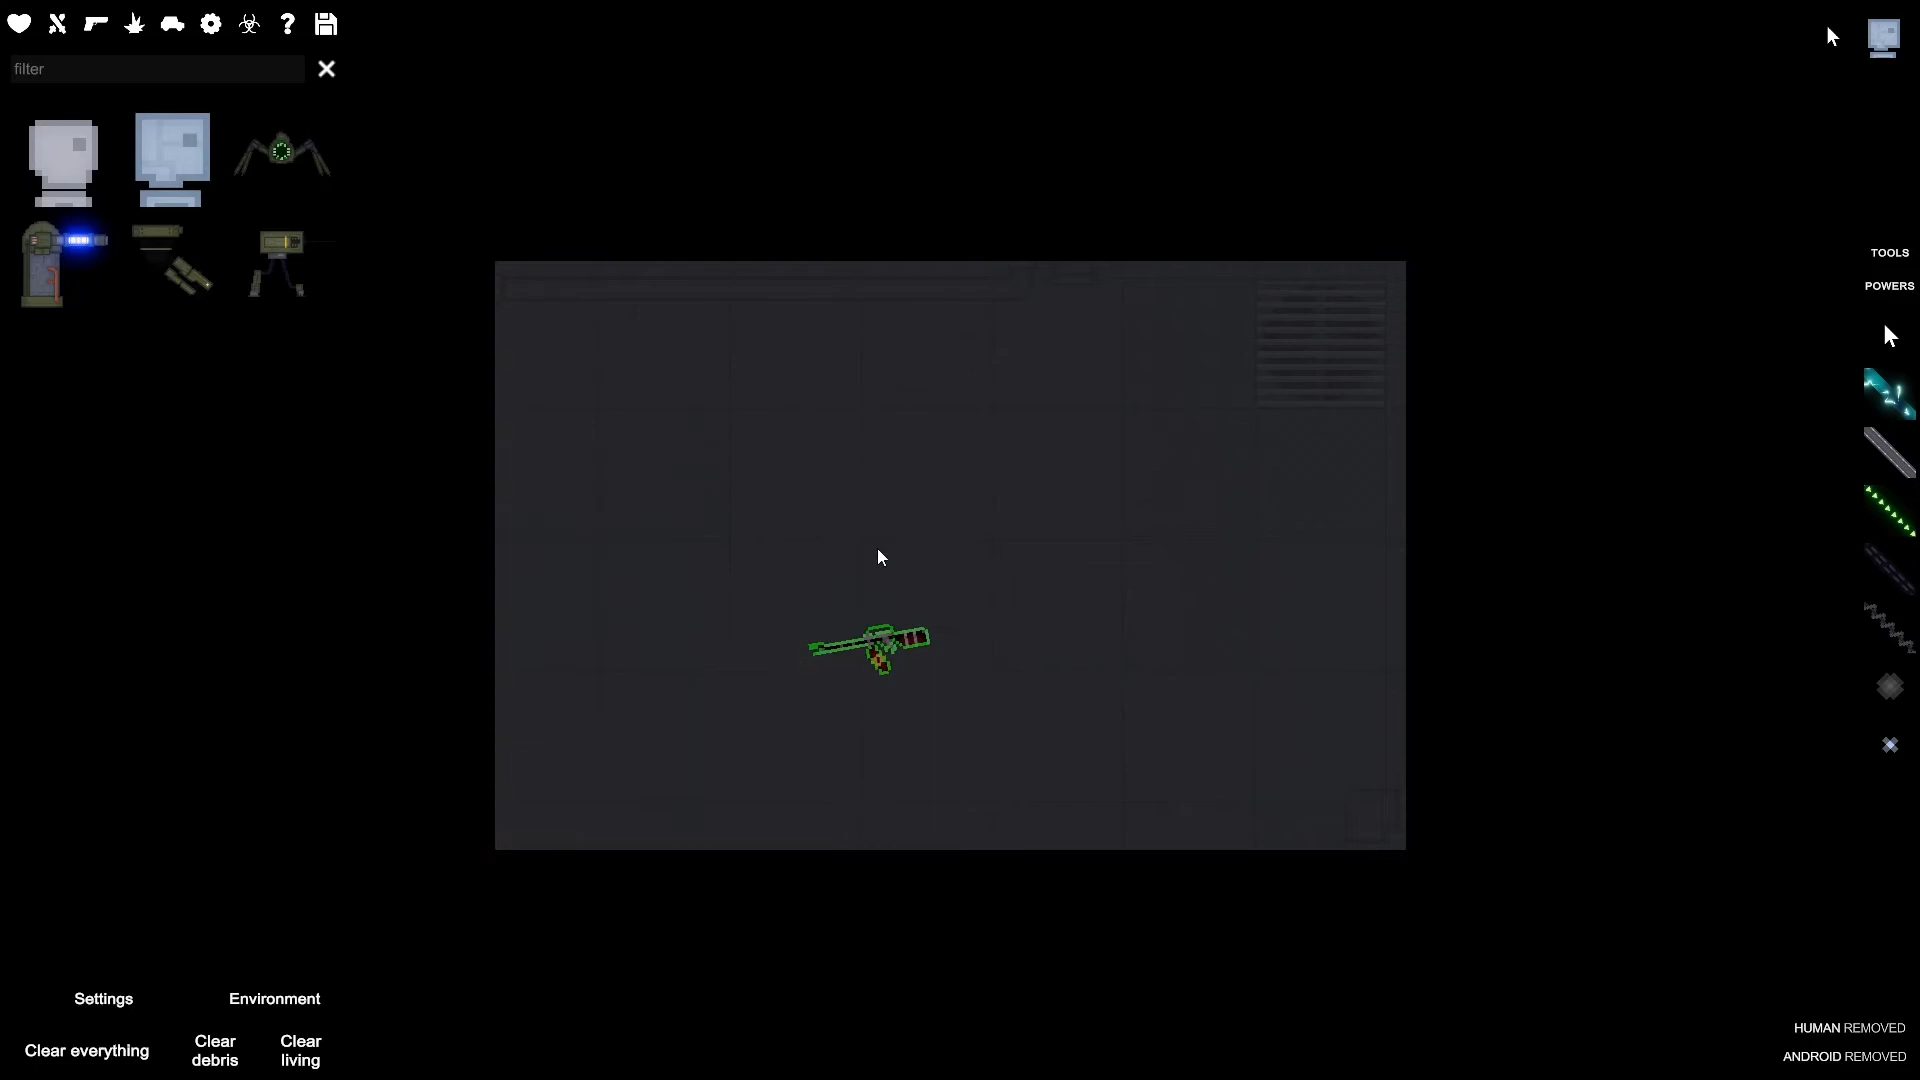 filter
TOOLS
POWERS
Settings
Environment
Clear everything
Clear
debris
Clear
living
HUMAN REMOVED
ANDROID REMOVED